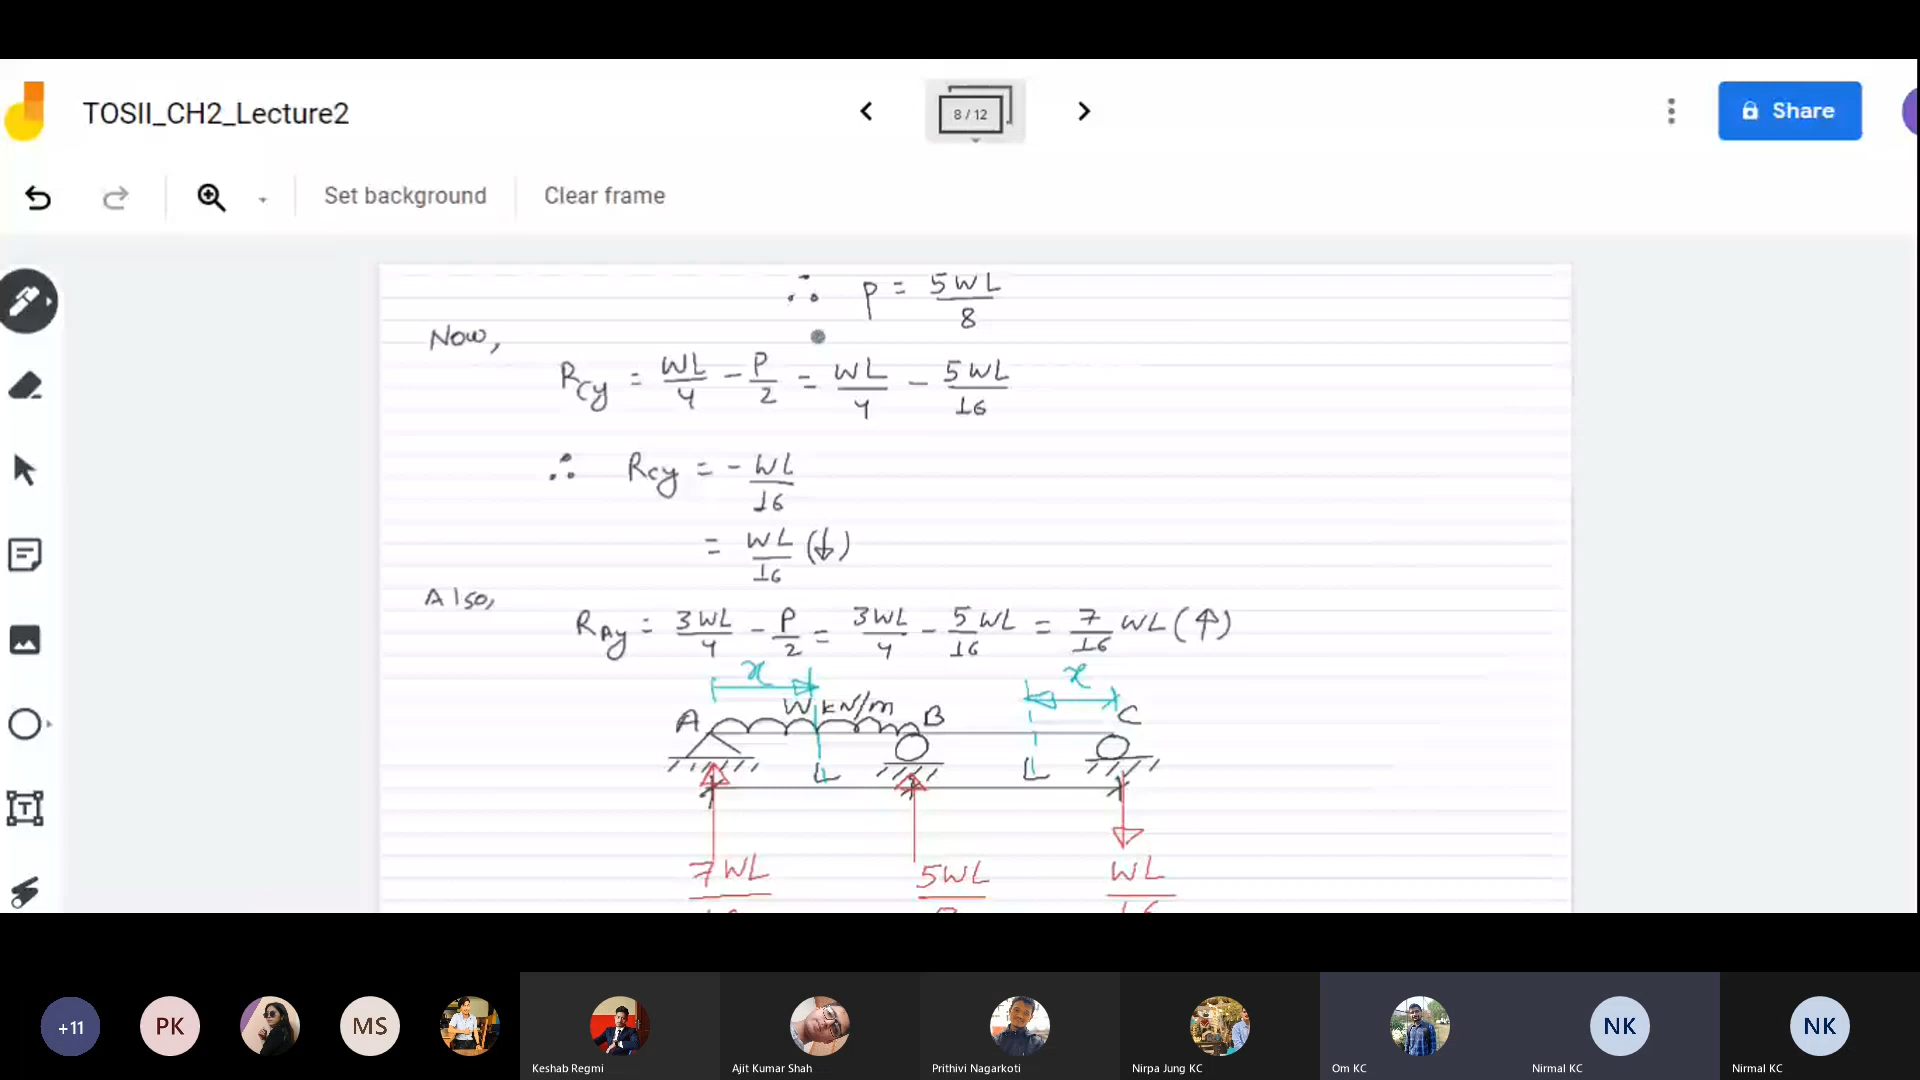 TOSII_CH2_Lecture2
8 / 12
Share
Set background
Clear frame
∴ P = 5WL/8
Now,
RCy = WL/4 - P/2 = WL/4 - 5WL/16
∴ RCy = - WL/16
= WL/16 (↓)
Also,
RAy = 3WL/4 - P/2 = 3WL/4 - 5WL/16 = 7/16 WL (↑)
x x
A W kN/m B C
L L
7WL 5WL WL
+11
PK
MS
Keshab Regmi
Ajit Kumar Shah
Prithivi Nagarkoti
Nirpa Jung KC
Om KC
NK
Nirmal KC
NK
Nirmal KC